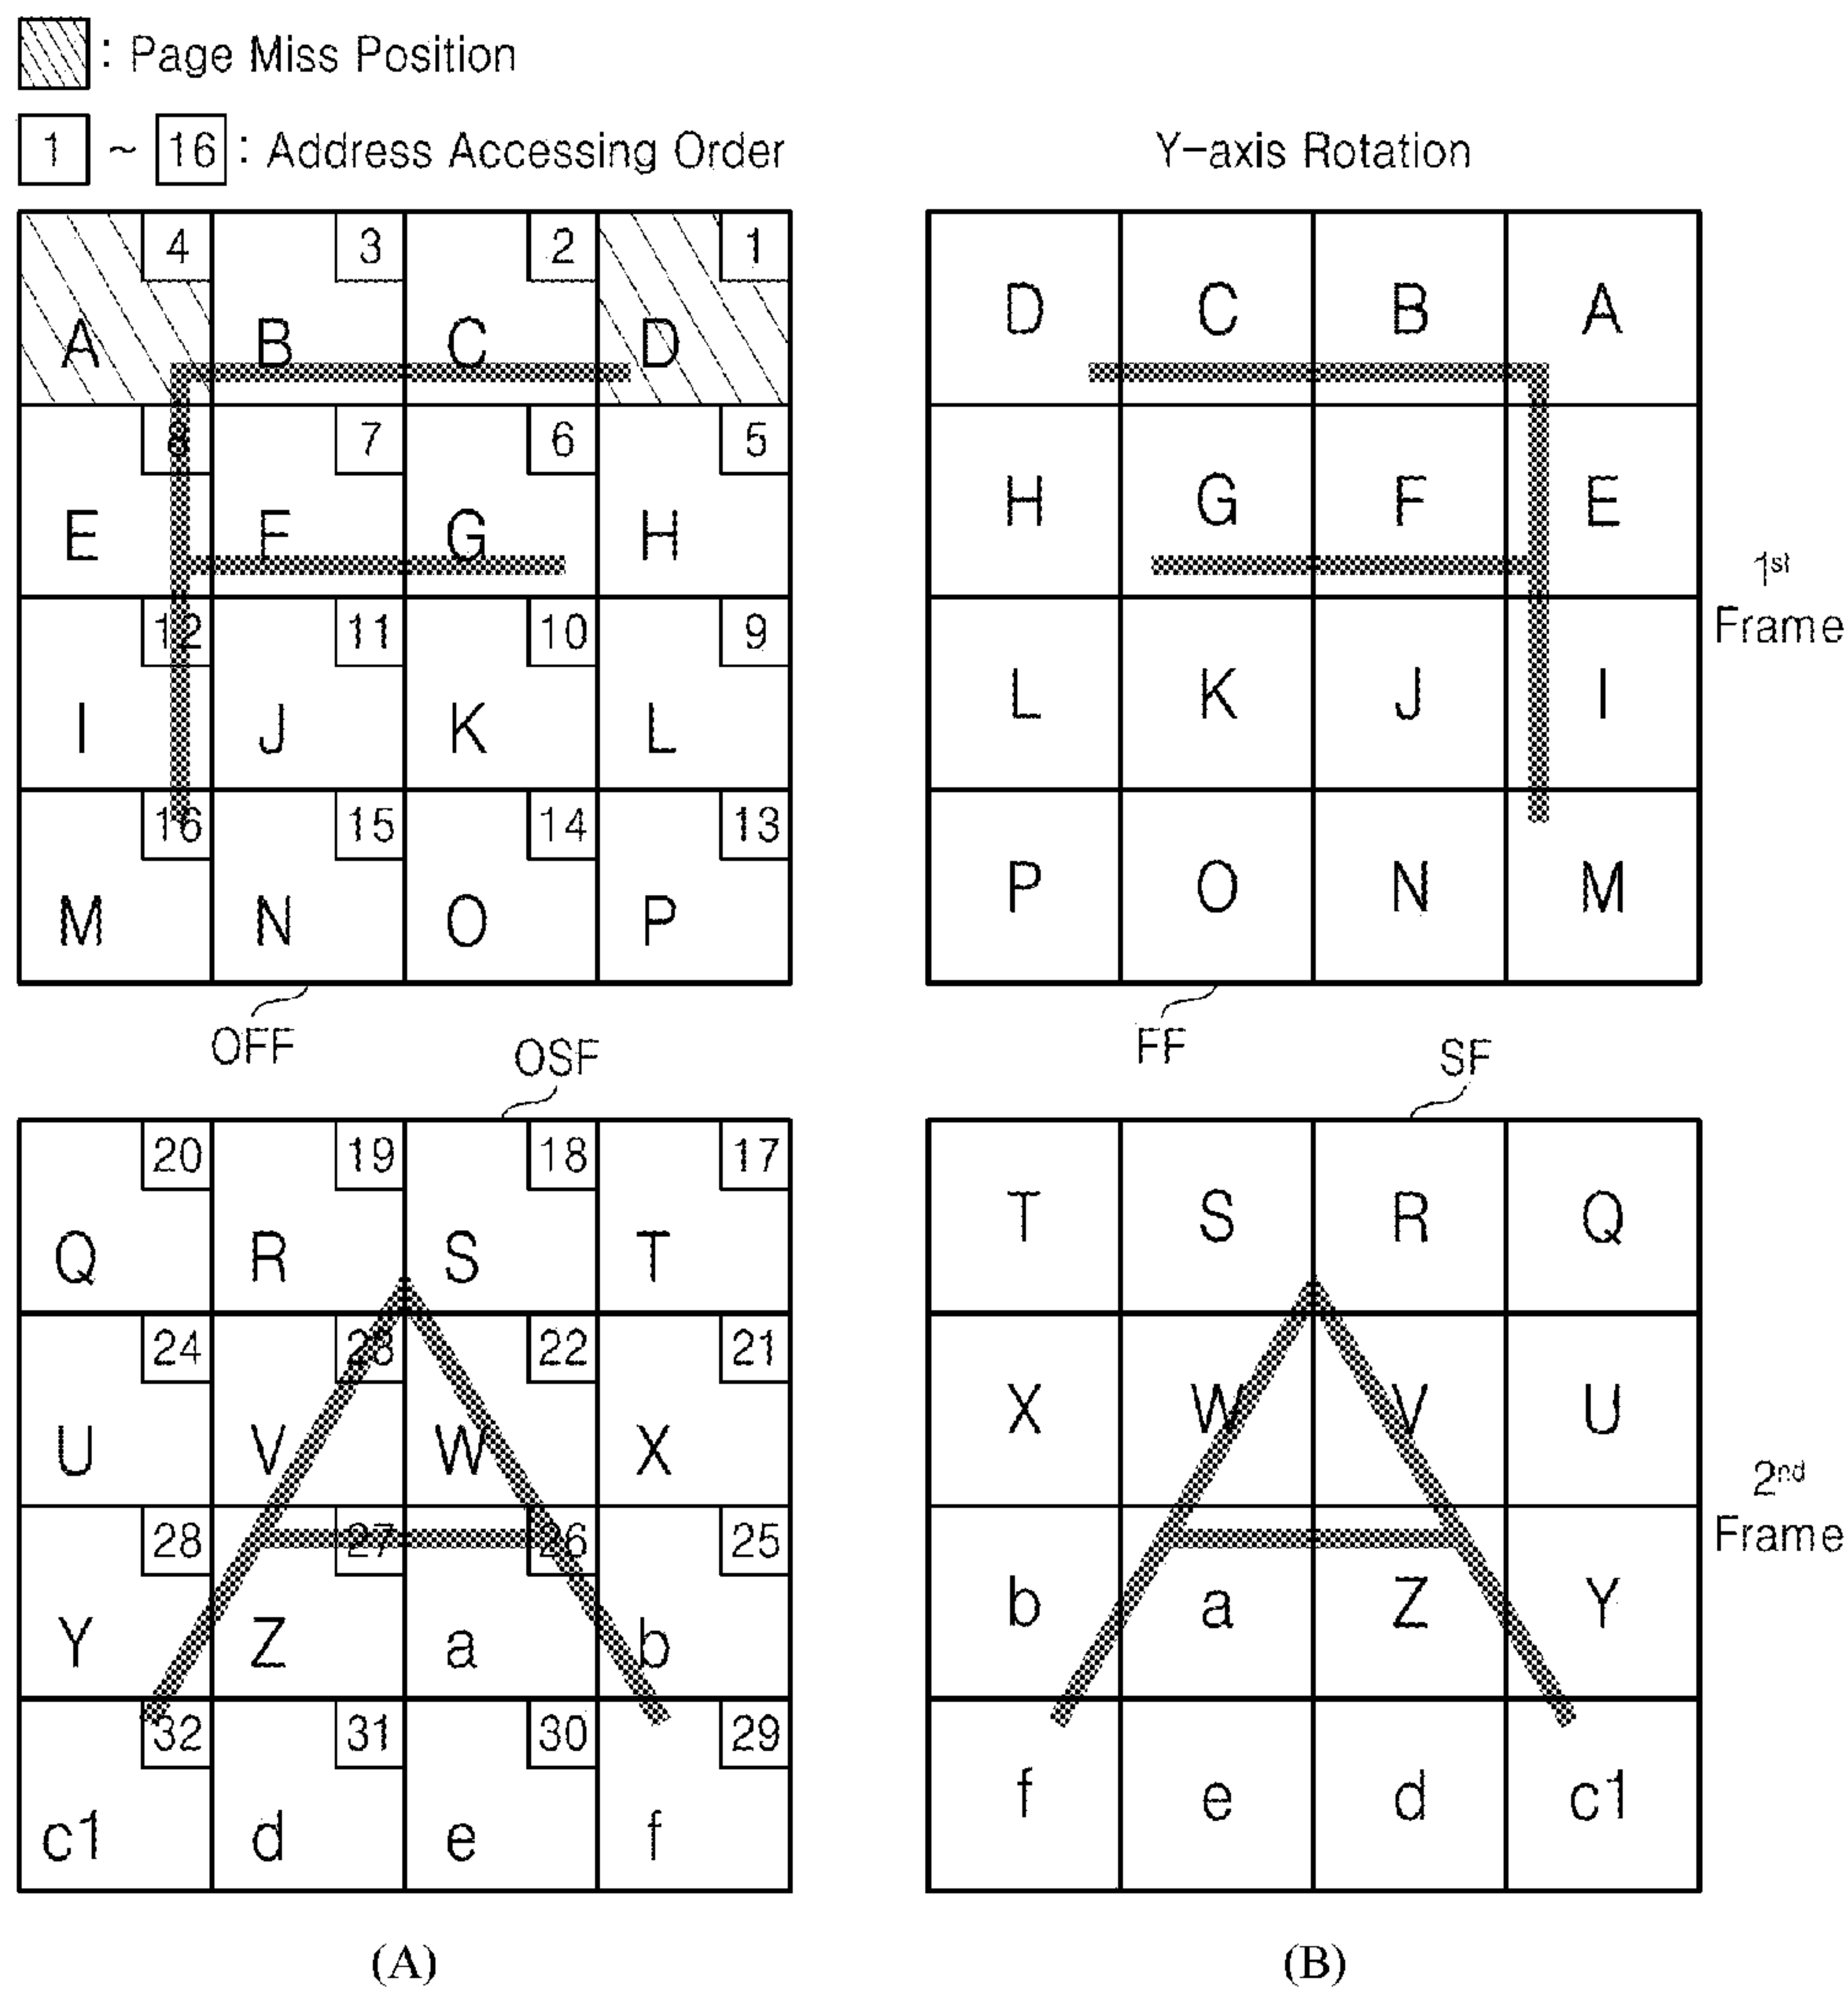 : Page Miss Position
1 ~ 16 : Address Accessing Order
Y-axis Rotation
4 3 2 1
A B C D
8 7 6 5
E F G H
12 11 10 9
I J K L
16 15 14 13
M N O P
OFF
D C B A
H G F E
L K J I
P O N M
1st
Frame
FF
OSF
20 19 18 17
Q R S T
24 23 22 21
U V W X
28 27 26 25
Y Z a b
32 31 30 29
c1 d e f
(A)
SF
T S R Q
X W V U
b a Z Y
f e d c1
2nd
Frame
(B)